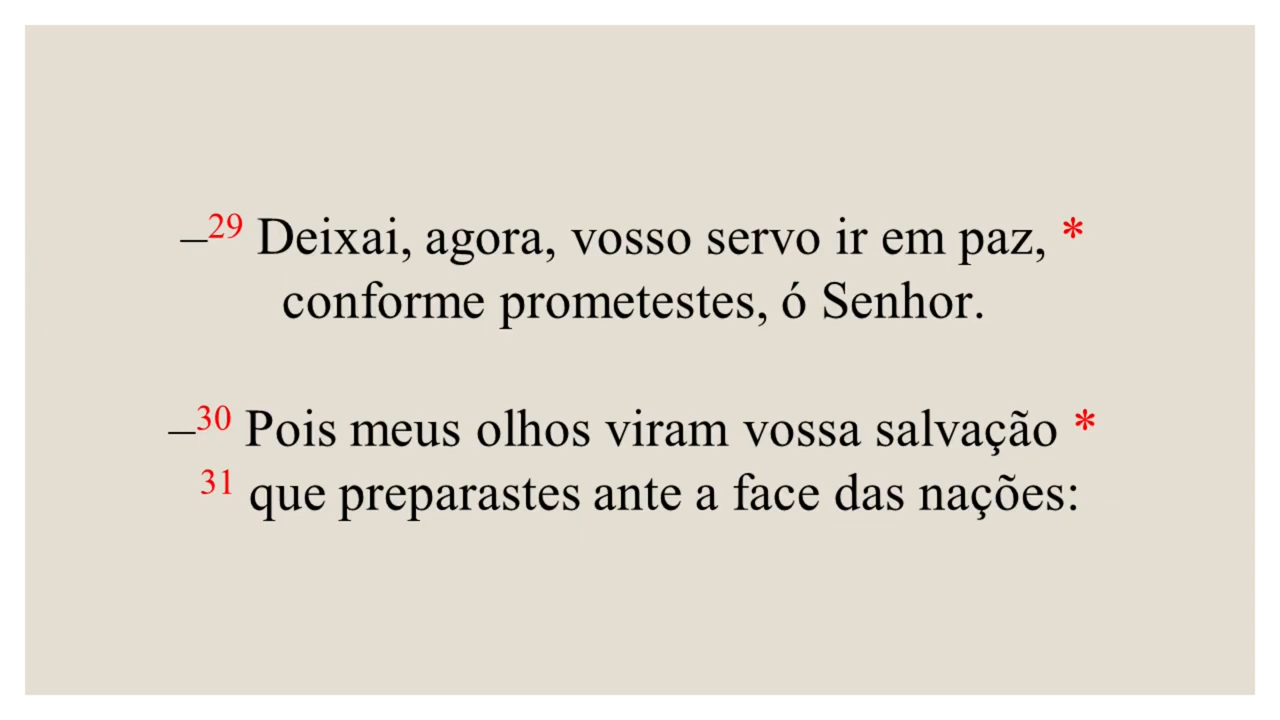 –29 Deixai, agora, vosso servo ir em paz, *
conforme prometestes, ó Senhor.
–30 Pois meus olhos viram vossa salvação *
31 que preparastes ante a face das nações: